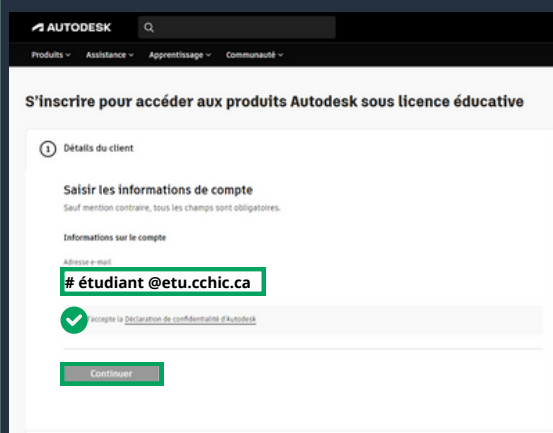 AUTODESK
Produits Assistance Apprentissage Communauté
S'inscrire pour accéder aux produits Autodesk sous licence éducative
1 Détails du client
Saisir les informations de compte
Sauf mention contraire, tous les champs sont obligatoires.
Informations sur le compte
Adresse e-mail
# étudiant @etu.cchic.ca
J'accepte la Déclaration de confidentialité d'Autodesk
Continuer